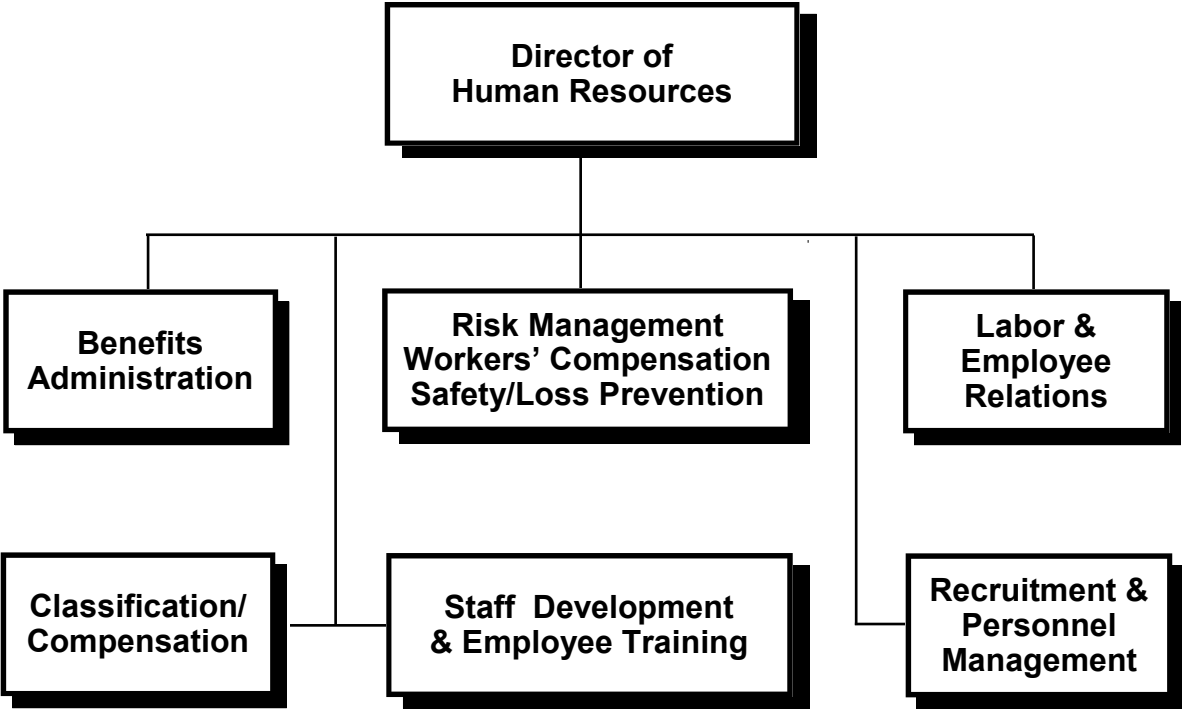 Director of
Human Resources
Benefits
Administration
Risk Management
Workers’ Compensation
Safety/Loss Prevention
Labor &
Employee
Relations
Classification/
Compensation
Staff Development
& Employee Training
Recruitment &
Personnel
Management